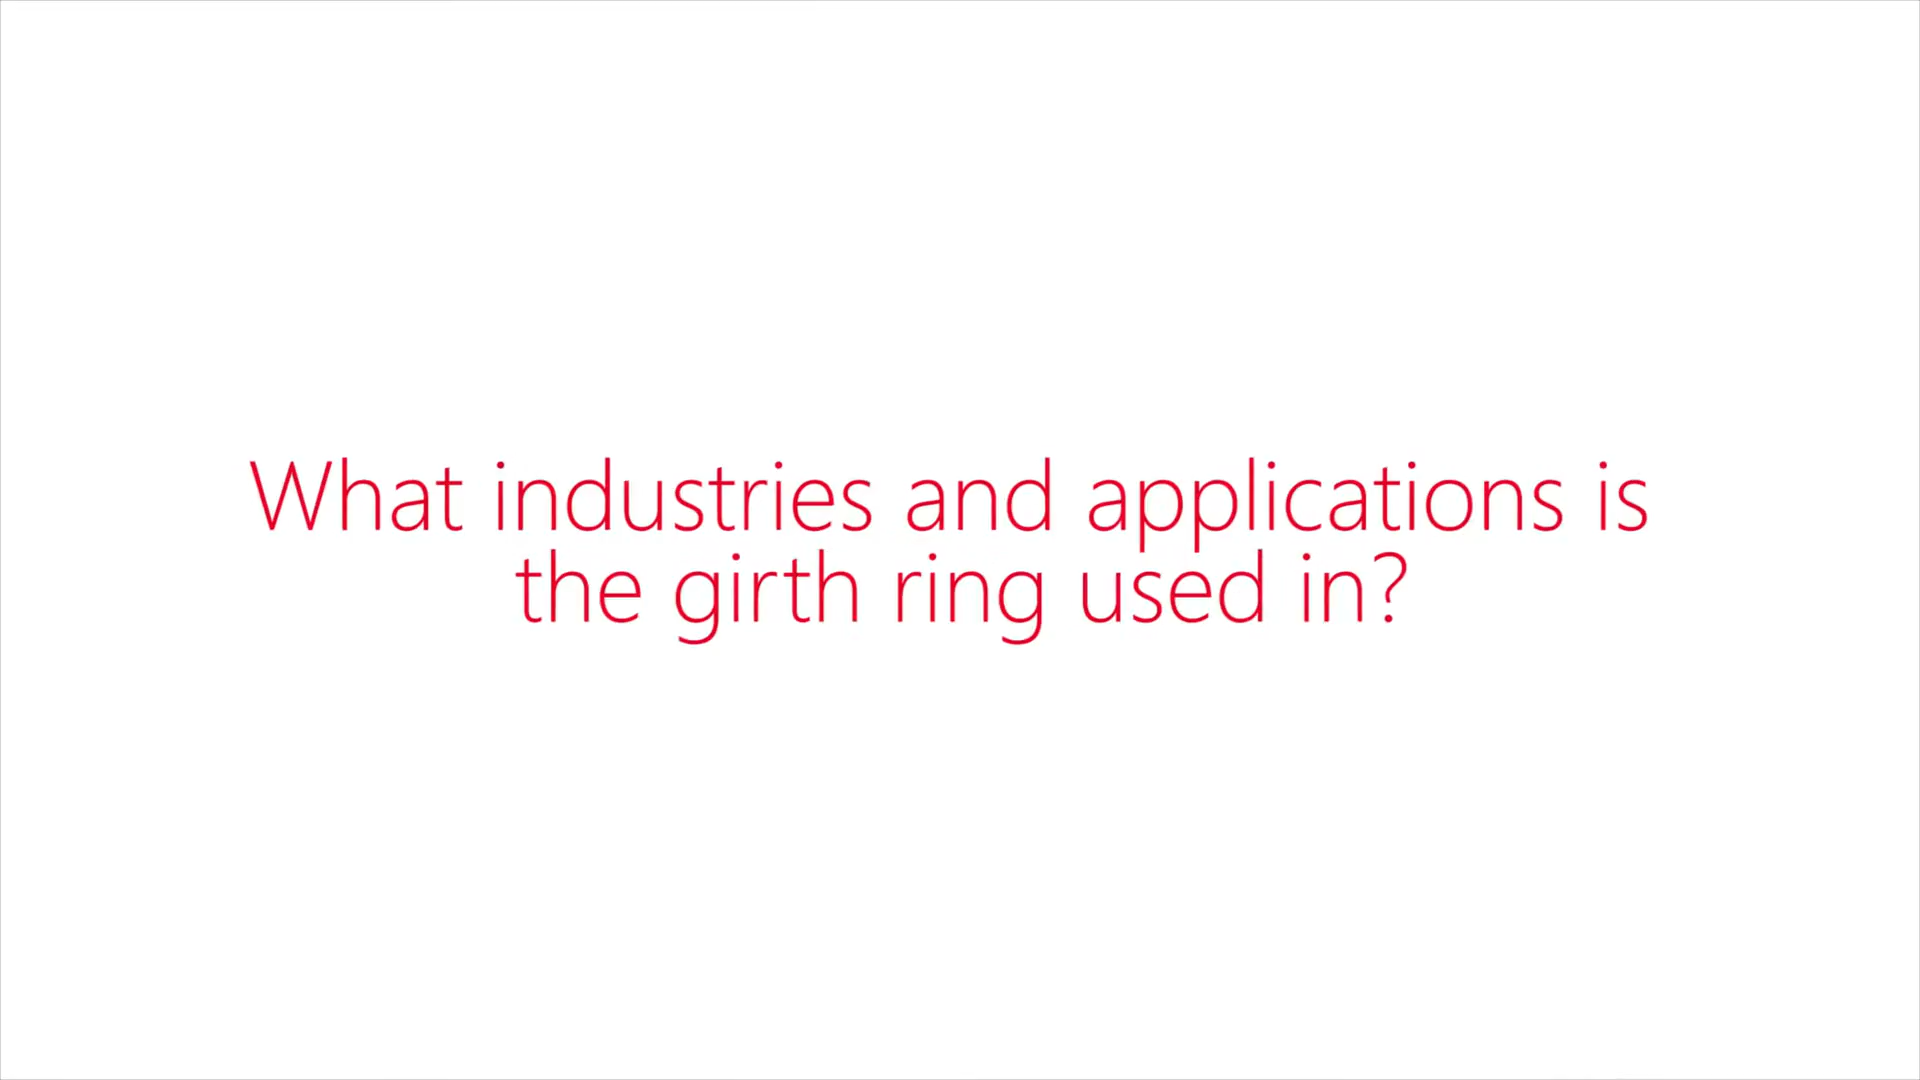 What industries and applications is
the girth ring used in?